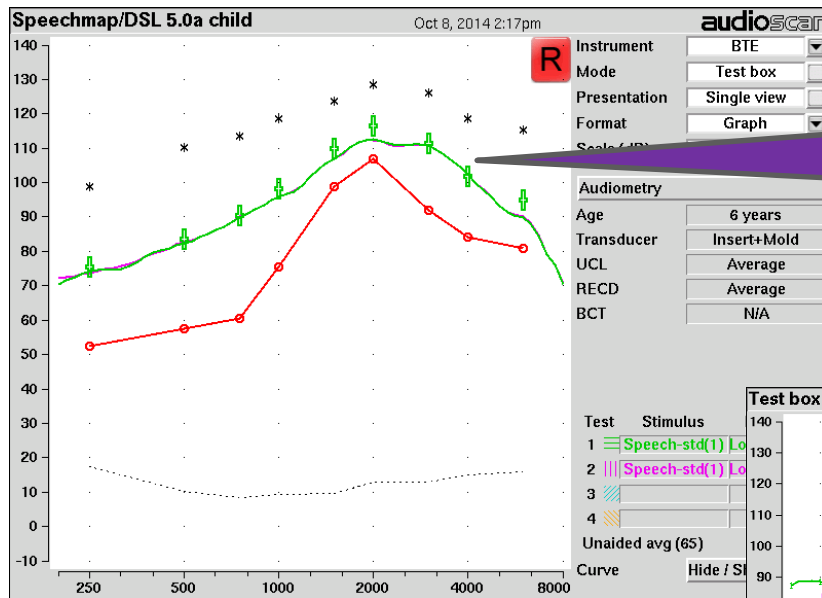 Speechmap/DSL 5.0a child
Oct 8, 2014 2:17pm
audioscan
R
Instrument BTE
Mode Test box
Presentation Single view
Format Graph
Audiometry
Age 6 years
Transducer Insert+Mold
UCL Average
RECD Average
BCT N/A
Test Stimulus
1 Speech-std(1) Lo
2 Speech-std(1) Lo
3
4
Unaided avg (65)
Curve Hide / Sh
Test box
140
130
120
110
100
90
140
130
120
110
100
90
80
70
60
50
40
30
20
10
0
-10
250 500 1000 2000 4000 8000